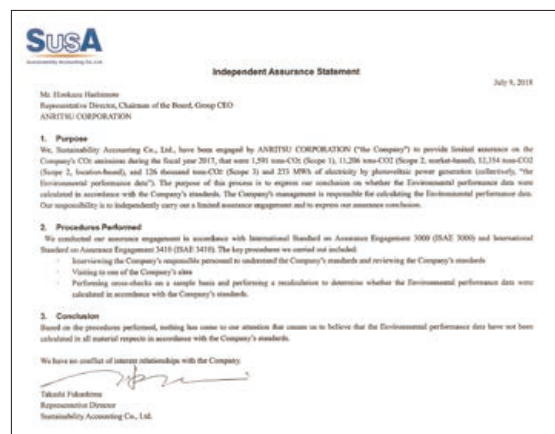 SusA
Sustainability Accounting Co., Ltd.
Independent Assurance Statement
July 9, 2018
Mr. Hirokazu Hashimoto
Representative Director, Chairman of the Board, Group CEO
ANRITSU CORPORATION
1. Purpose
We, Sustainability Accounting Co., Ltd., have been engaged by ANRITSU CORPORATION ("the Company") to provide limited assurance on the
Company's CO2 emissions during the fiscal year 2017, that were 1,591 tons-CO2 (Scope 1), 11,206 tons-CO2 (Scope 2, market-based), 12,354 tons-CO2
(Scope 2, location-based), and 126 thousand tons-CO2 (Scope 3) and 233 MWh of electricity by photovoltaic power generation (collectively, "the
Environmental performance data"). The purpose of this process is to express our conclusion on whether the Environmental performance data were
calculated in accordance with the Company's standards. The Company's management is responsible for calculating the Environmental performance data.
Our responsibility is to independently carry out a limited assurance engagement and to express our assurance conclusion.
2. Procedures Performed
We conducted our assurance engagement in accordance with International Standard on Assurance Engagement 3000 (ISAE 3000) and International
Standard on Assurance Engagement 3410 (ISAE 3410). The key procedures we carried out included:
· Interviewing the Company's responsible personnel to understand the Company's standards and reviewing the Company's standards
· Visiting to one of the Company's sites
· Performing cross-checks on a sample basis and performing a recalculation to determine whether the Environmental performance data were
calculated in accordance with the Company's standards.
3. Conclusion
Based on the procedures performed, nothing has come to our attention that causes us to believe that the Environmental performance data have not been
calculated in all material respects in accordance with the Company's standards.
We have no conflict of interest relationships with the Company.
Takashi Fukushima
Representative Director
Sustainability Accounting Co., Ltd.